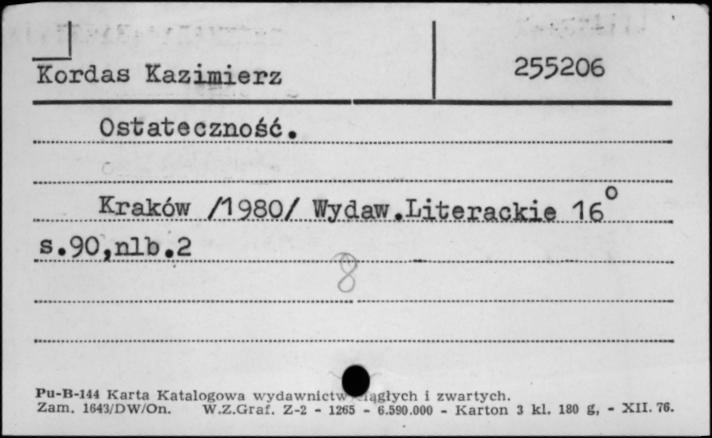 Kordas Kazimierz 255206
Ostateczność.
Kraków /1980/ Wydaw.Literackie 16°
s.90,nlb.2
8
Pu-B-144 Karta Katalogowa wydawnictw ciągłych i zwartych.
Zam. 1643/DW/On. W.Z.Graf. Z-2 - 1265 - 6.590.000 - Karton 3 kl. 180 g, - XII. 76.